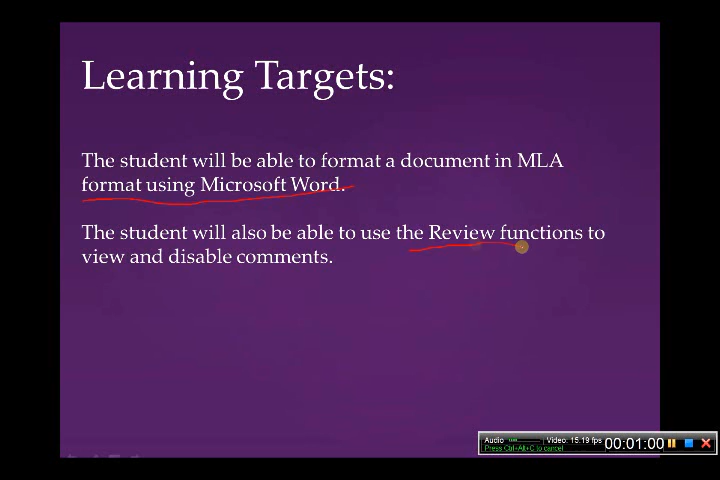 Learning Targets:
The student will be able to format a document in MLA
format using Microsoft Word.
The student will also be able to use the Review functions to
view and disable comments.
Audio Video: 15.19 fps 00:01:00
Press Ctrl+Alt+C to cancel